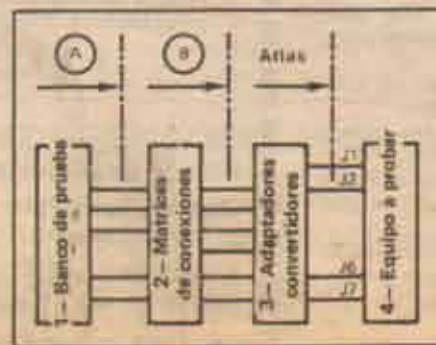 A
B
Atlas
1— Banco de prueba
2— Matrices
de conexiones
3— Adaptadores
convertidores
4— Equipo a probar
J1
J2
J6
J7